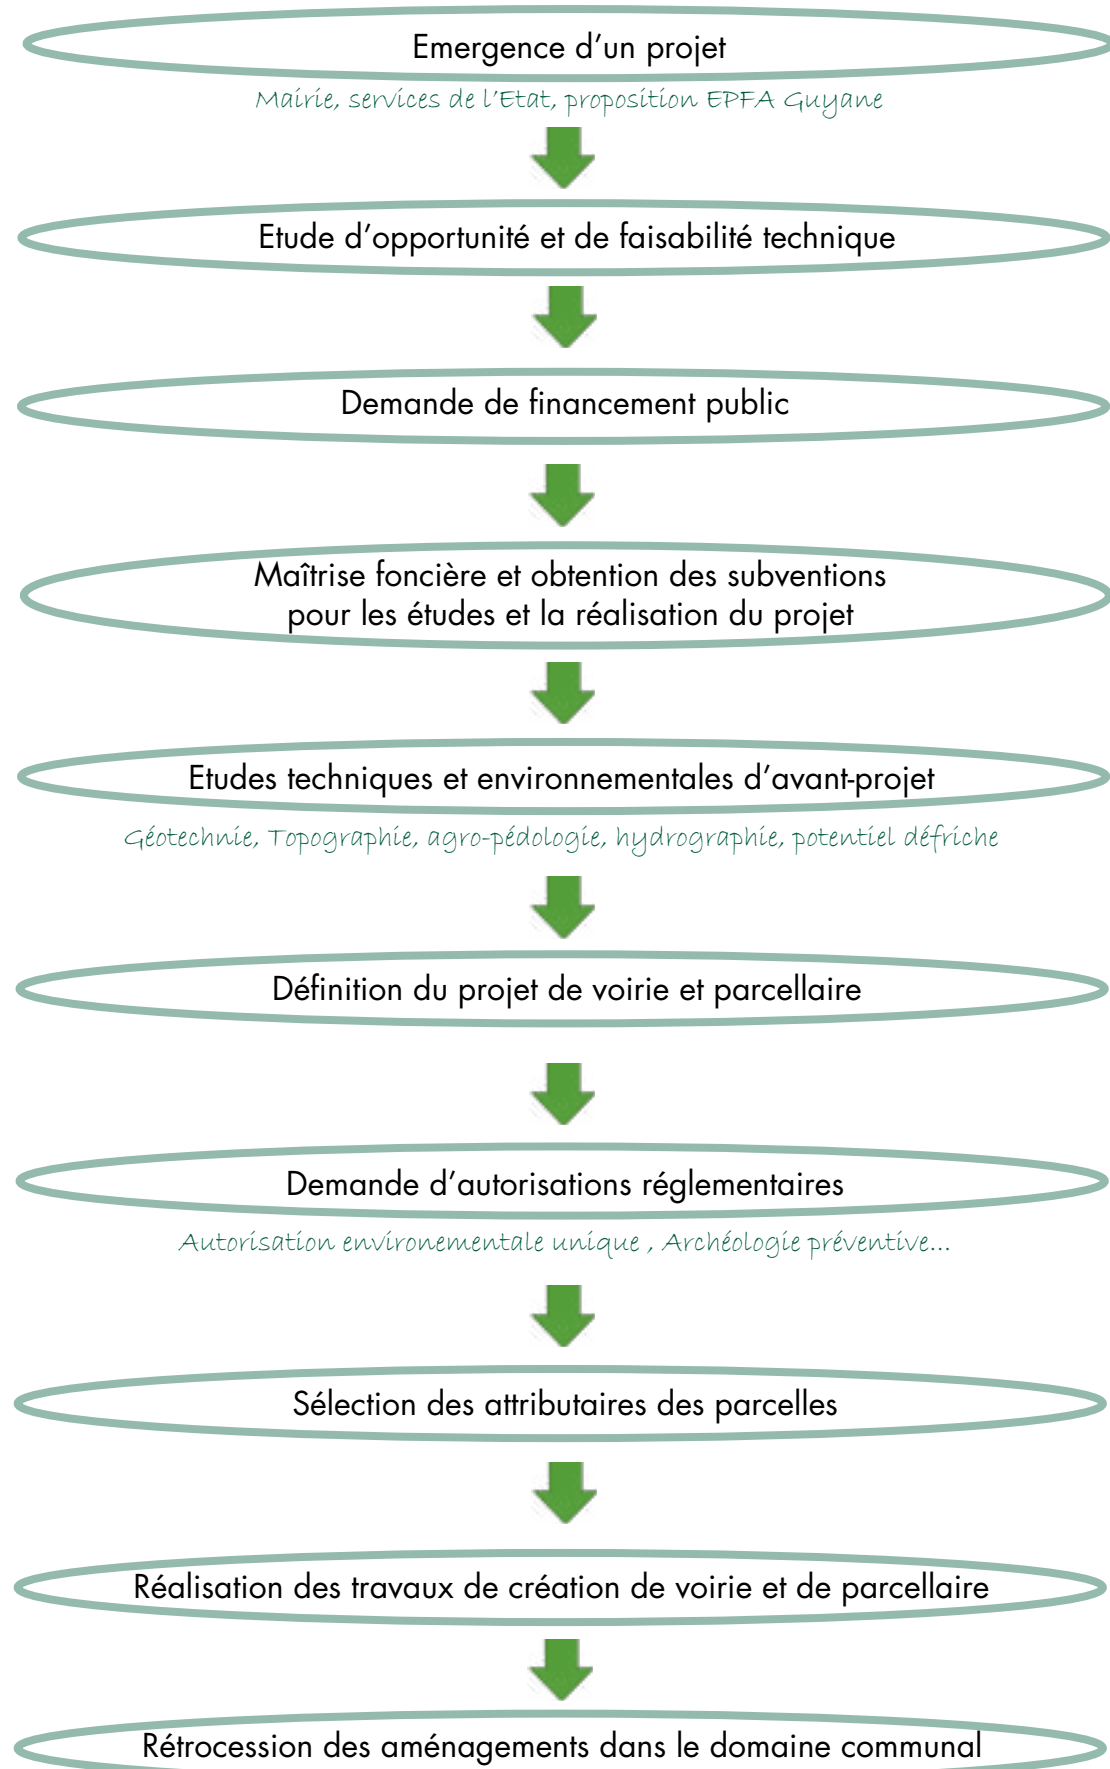 Emergence d’un projet
Mairie, services de l’Etat, proposition EPFA Guyane
Etude d’opportunité et de faisabilité technique
Demande de financement public
Maîtrise foncière et obtention des subventions
pour les études et la réalisation du projet
Etudes techniques et environnementales d’avant-projet
Géotechnie, Topographie, agro-pédologie, hydrographie, potentiel défriche
Définition du projet de voirie et parcellaire
Demande d’autorisations réglementaires
Autorisation environementale unique , Archéologie préventive...
Sélection des attributaires des parcelles
Réalisation des travaux de création de voirie et de parcellaire
Rétrocession des aménagements dans le domaine communal